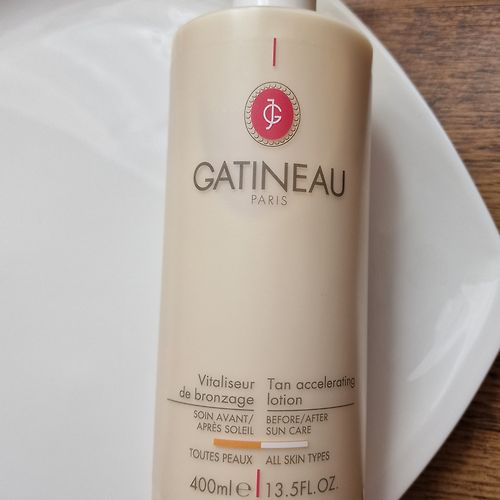 JG
GATINEAU
PARIS
Vitaliseur
de bronzage
SOIN AVANT/
APRÈS SOLEIL
TOUTES PEAUX
Tan accelerating
lotion
BEFORE/AFTER
SUN CARE
ALL SKIN TYPES
400ml e 13.5FL.OZ.